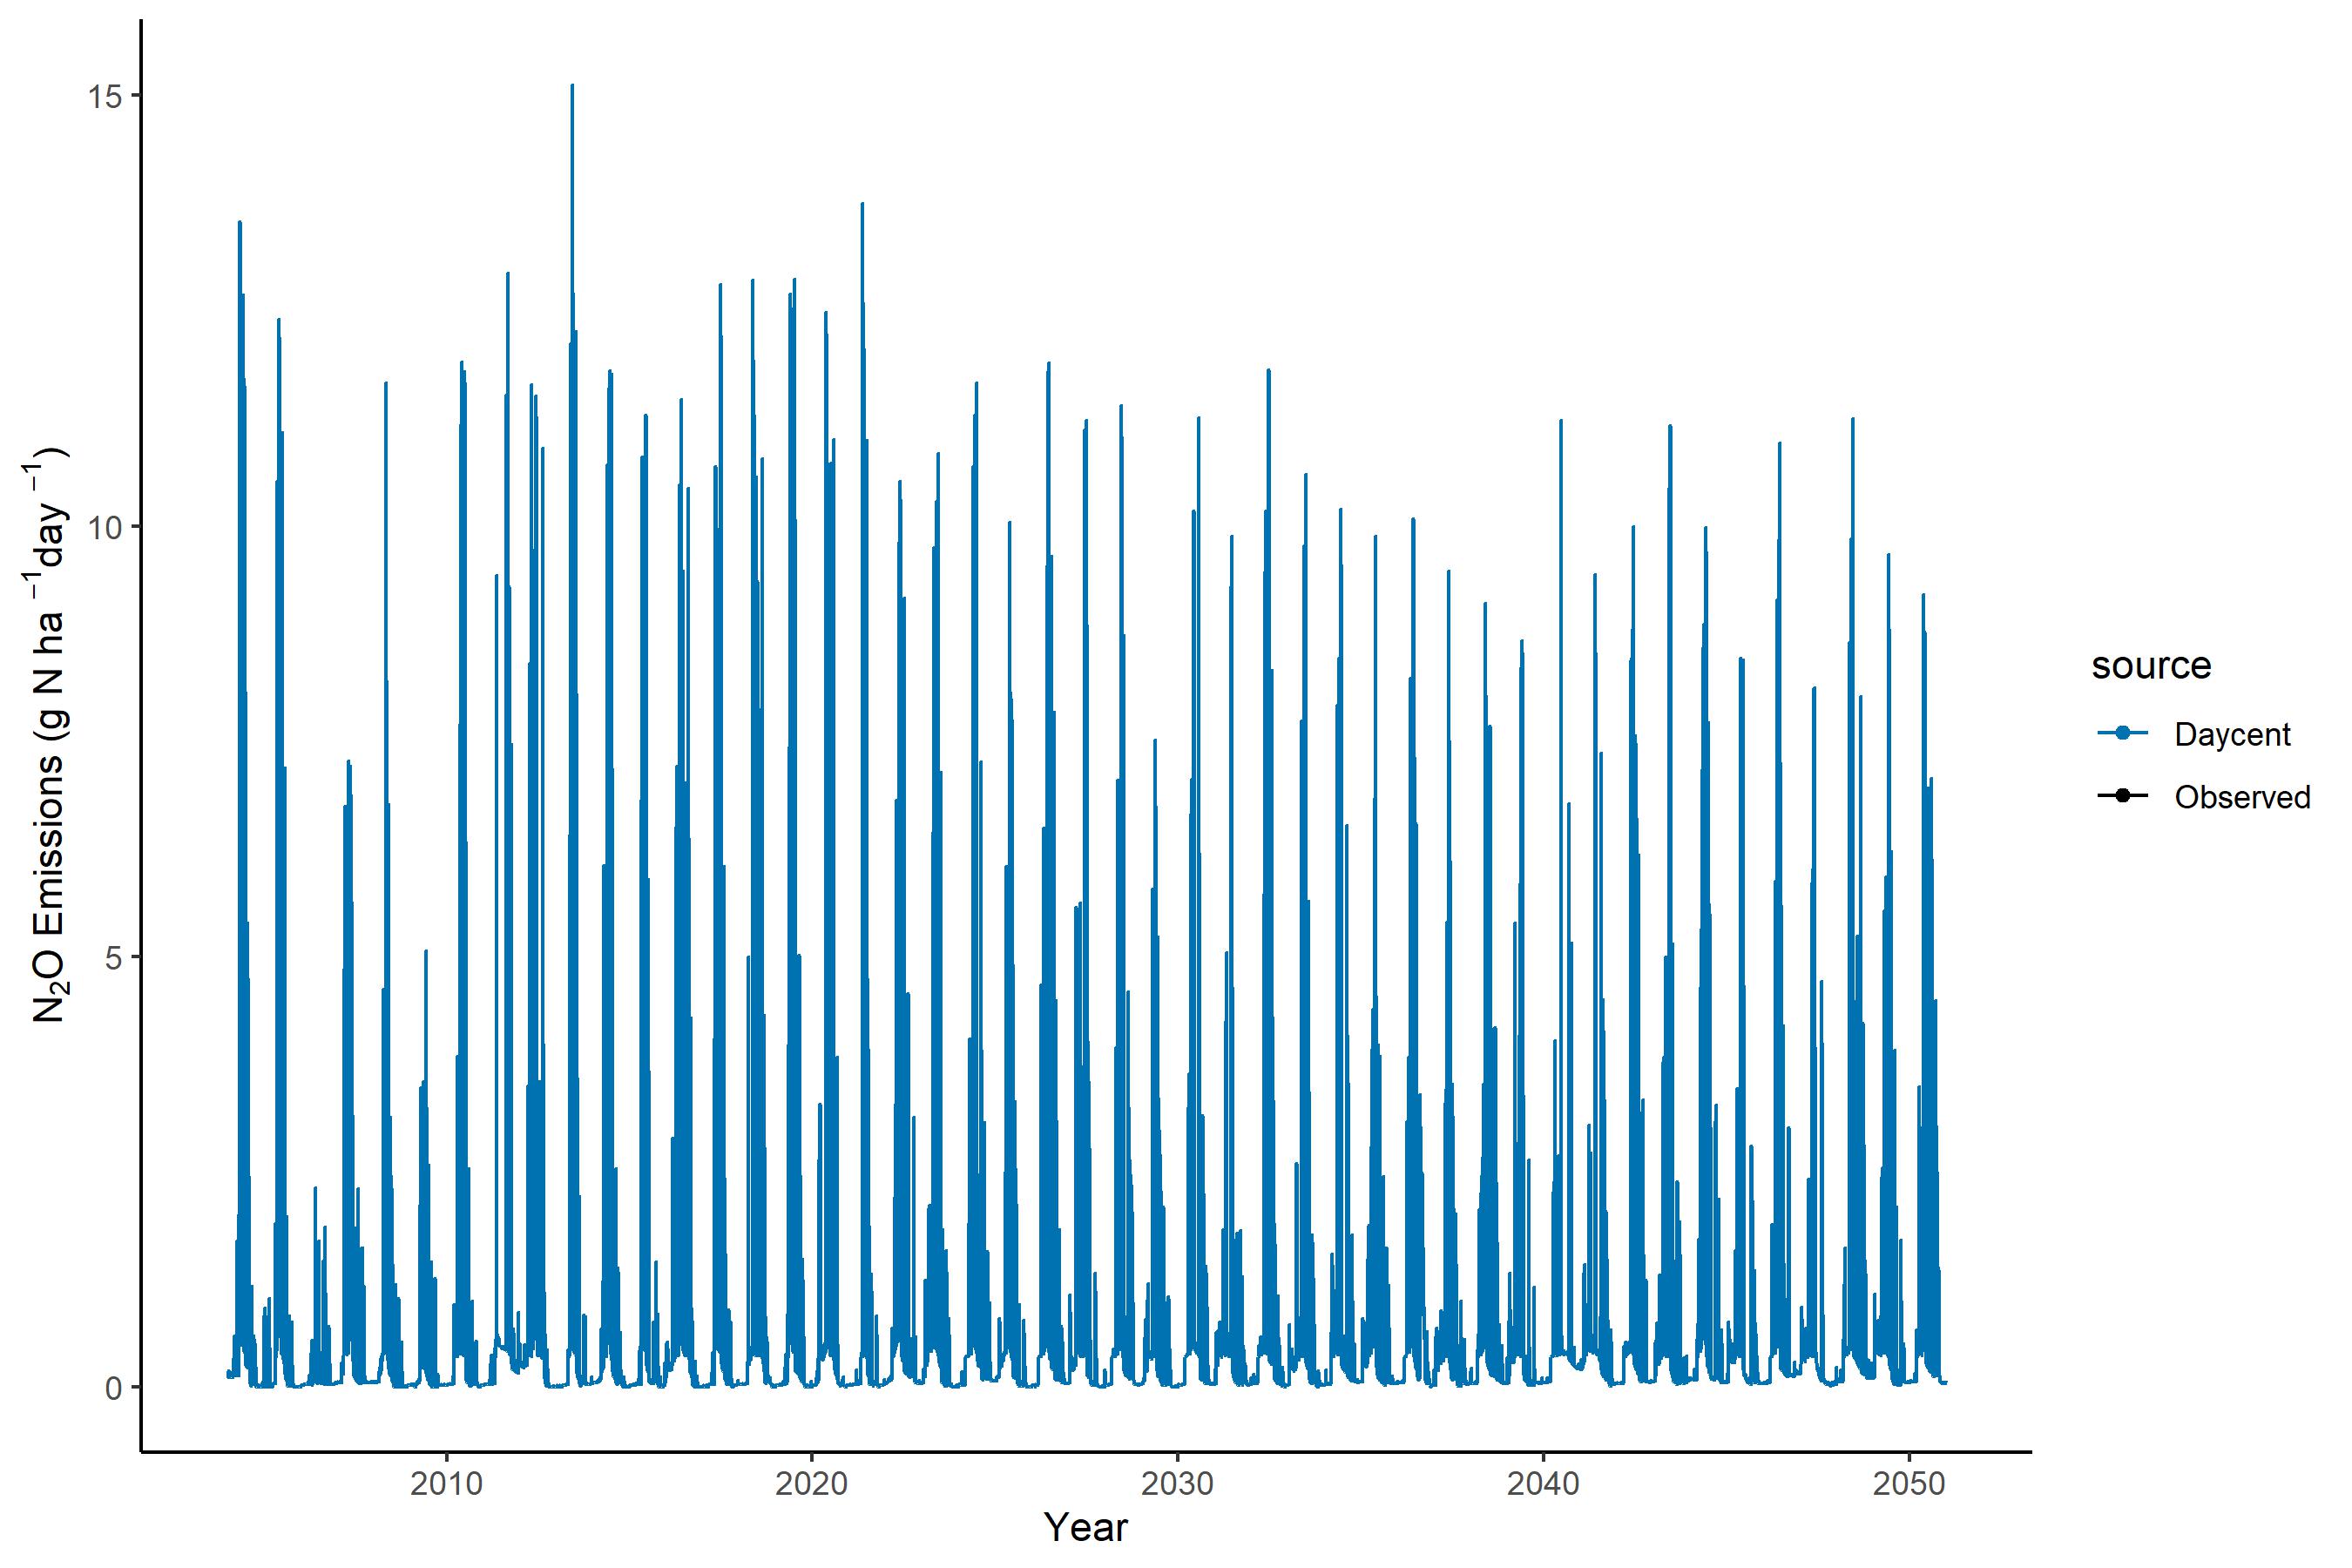 15
10
5
0
N₂O Emissions (g N ha ⁻¹day ⁻¹)
2010 2020 2030 2040 2050
Year
source
Daycent
Observed